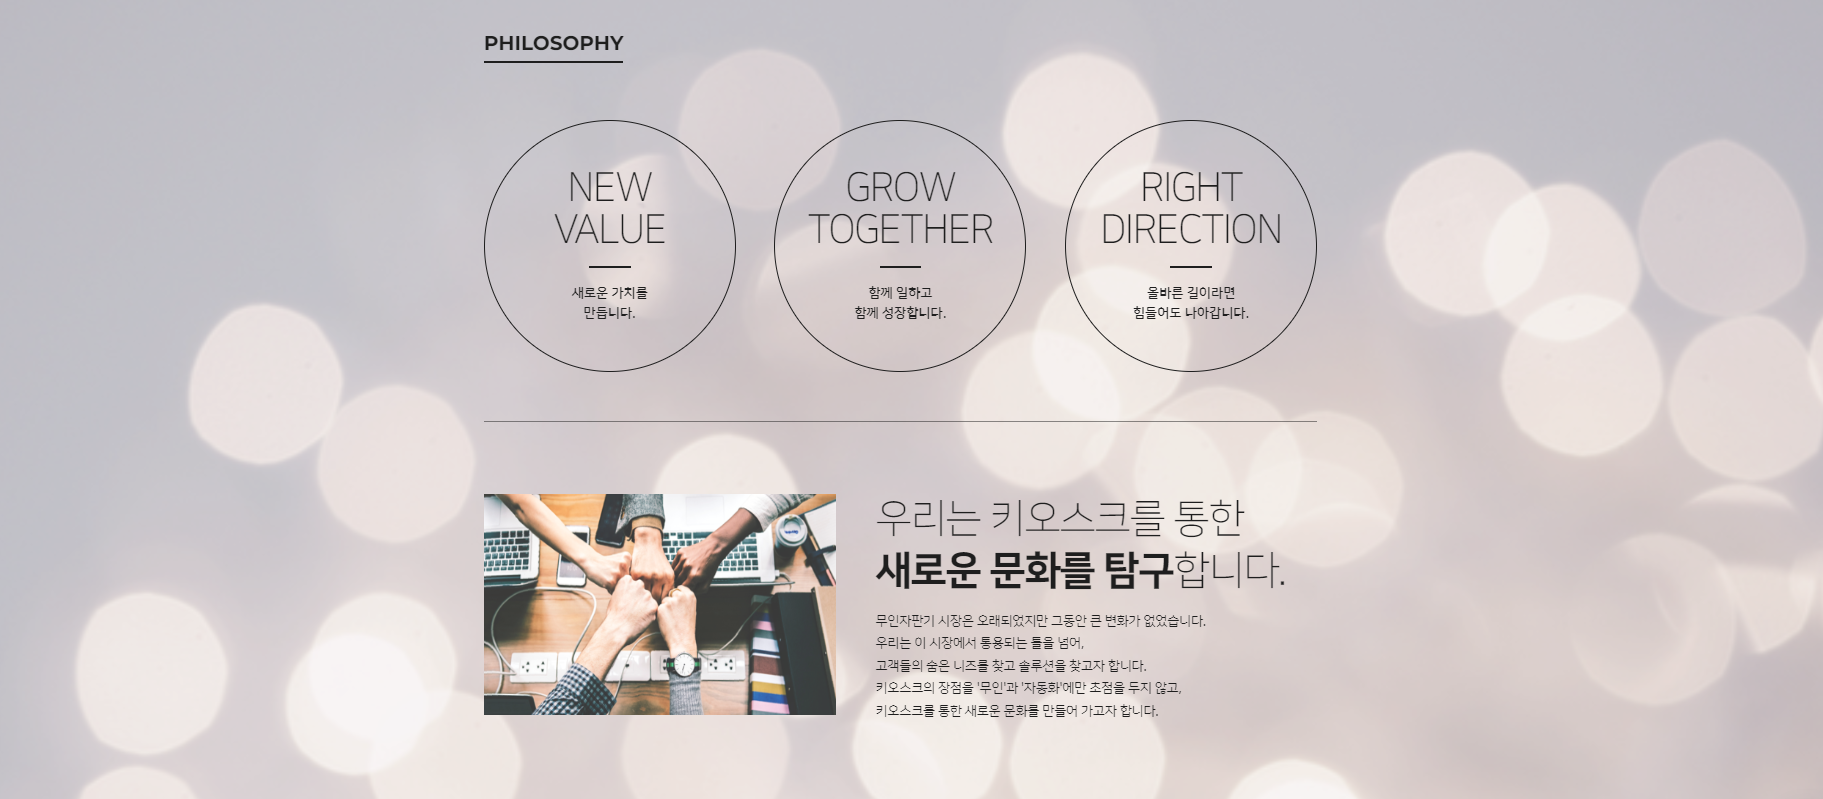 PHILOSOPHY
NEW
VALUE
새로운 가치를
만듭니다.
GROW
TOGETHER
함께 일하고
함께 성장합니다.
RIGHT
DIRECTION
올바른 길이라면
힘들어도 나아갑니다.
우리는 키오스크를 통한
새로운 문화를 탐구합니다.
무인자판기 시장은 오래되었지만 그동안 큰 변화가 없었습니다.
우리는 이 시장에서 통용되는 틀을 넘어,
고객들의 숨은 니즈를 찾고 솔루션을 찾고자 합니다.
키오스크의 장점을 '무인'과 '자동화'에만 초점을 두지 않고,
키오스크를 통한 새로운 문화를 만들어 가고자 합니다.